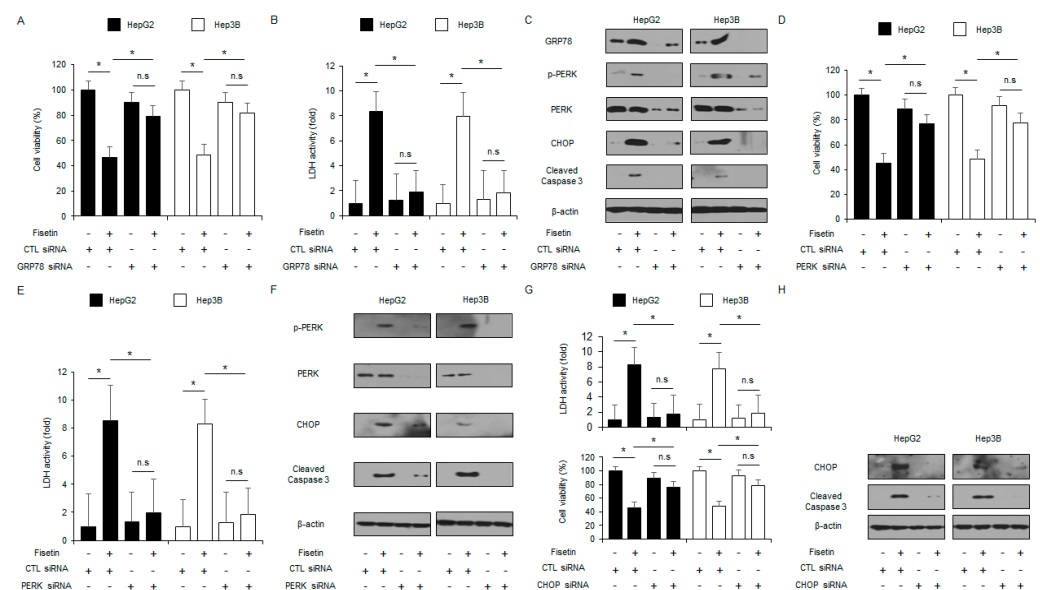 A
HepG2
Hep3B
Cell viability (%)
120
100
80
60
40
20
0
* * n.s * * n.s
Fisetin - + - + - + - +
CTL siRNA + + - - + + - -
GRP78 siRNA - - + + - - + +
B
HepG2
Hep3B
LDH activity (fold)
12
10
8
6
4
2
0
* * n.s * * n.s
Fisetin - + - + - + - +
CTL siRNA + + - - + + - -
GRP78 siRNA - - + + - - + +
C
HepG2 Hep3B
GRP78
p-PERK
PERK
CHOP
Cleaved
Caspase 3
β-actin
Fisetin - + - + - + - +
CTL siRNA + + - - + + - -
GRP78 siRNA - - + + - - + +
D
HepG2
Hep3B
Cell viability (%)
120
100
80
60
40
20
0
* * n.s * * n.s
Fisetin - + - + - + - +
CTL siRNA + + - - + + - -
PERK siRNA - - + + - - + +
E
HepG2
Hep3B
LDH activity (fold)
12
10
8
6
4
2
0
* * n.s * * n.s
Fisetin - + - + - + - +
CTL siRNA + + - - + + - -
PERK siRNA - - + + - - + +
F
HepG2 Hep3B
p-PERK
PERK
CHOP
Cleaved
Caspase 3
β-actin
Fisetin - + - + - + - +
CTL siRNA + + - - + + - -
PERK siRNA - - + + - - + +
G
HepG2
Hep3B
LDH activity (fold)
12
10
8
6
4
2
0
* * n.s * * n.s
Cell viability (%)
120
100
80
60
40
20
0
* * n.s * * n.s
Fisetin - + - + - + - +
CTL siRNA + + - - + + - -
CHOP siRNA - - + + - - + +
H
HepG2 Hep3B
CHOP
Cleaved
Caspase 3
β-actin
Fisetin - + - + - + - +
CTL siRNA + + - - + + - -
CHOP siRNA - - + + - - + +